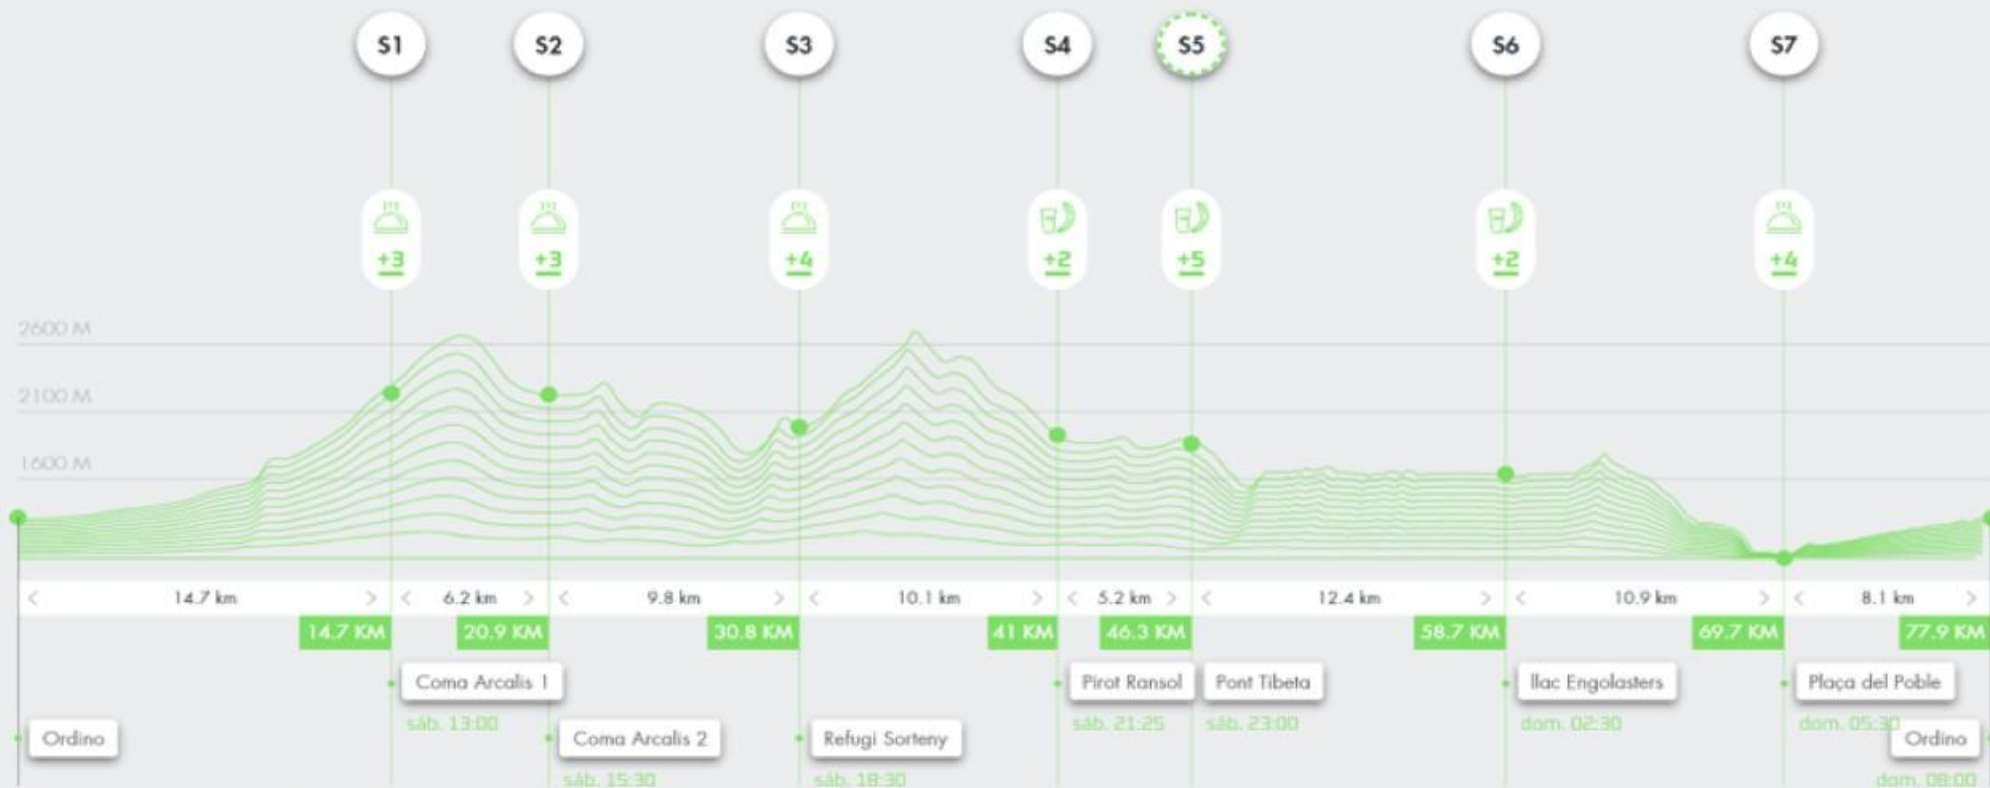 S1 S2 S3 S4 S5 S6 S7
+3 +3 +4 +2 +5 +2 +4
2600 M
2100 M
1600 M
14.7 km 6.2 km 9.8 km 10.1 km 5.2 km 12.4 km 10.9 km 8.1 km
14.7 KM 20.9 KM 30.8 KM 41 KM 46.3 KM 58.7 KM 69.7 KM 77.9 KM
Coma Arcalis 1 Pirot Ransol Pont Tibeta llac Engolasters Plaça del Poble
sáb. 13:00 sáb. 21:25 sáb. 23:00 dom. 02:30 dom. 05:30
Ordino Coma Arcalis 2 Refugi Sorteny Ordino
sáb. 15:30 sáb. 18:30 dom. 08:00